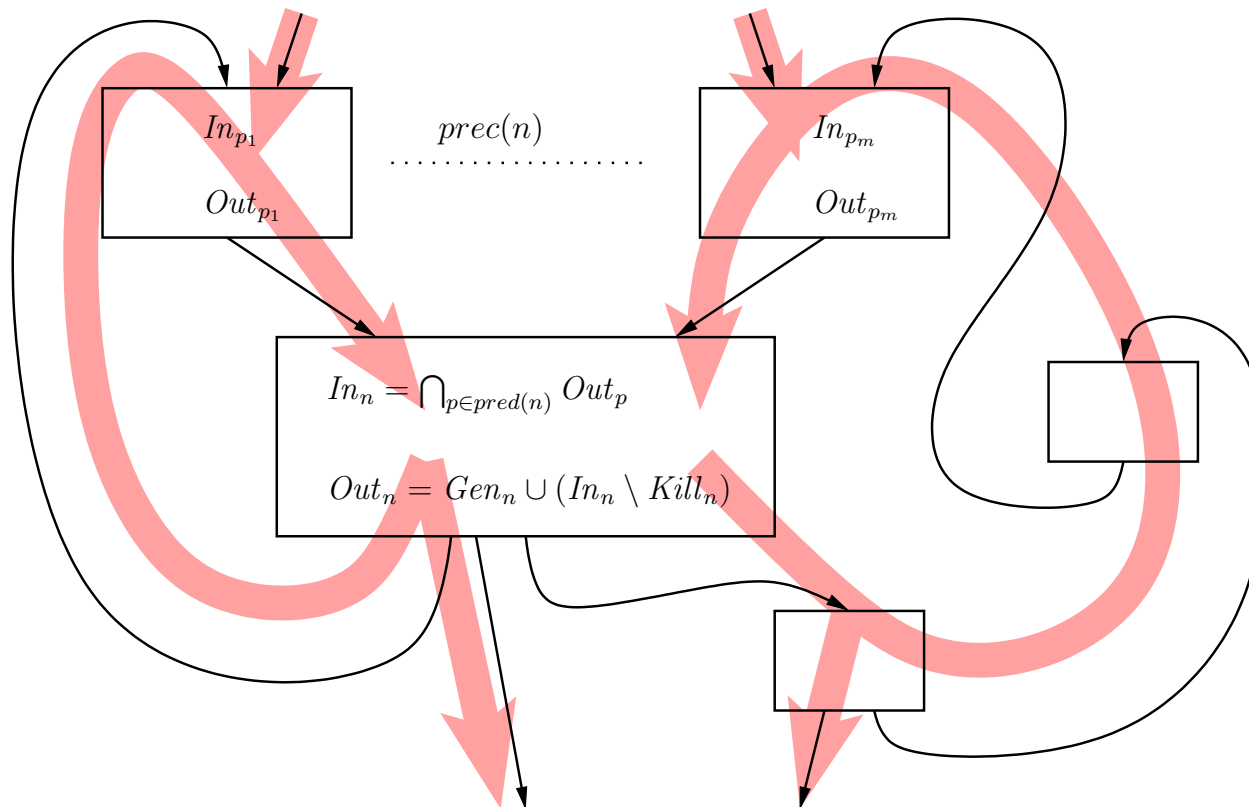 In_{p_1} prec(n) In_{p_m}
Out_{p_1} Out_{p_m}
In_n = ⋂_{p∈pred(n)} Out_p
Out_n = Gen_n ∪ (In_n \ Kill_n)